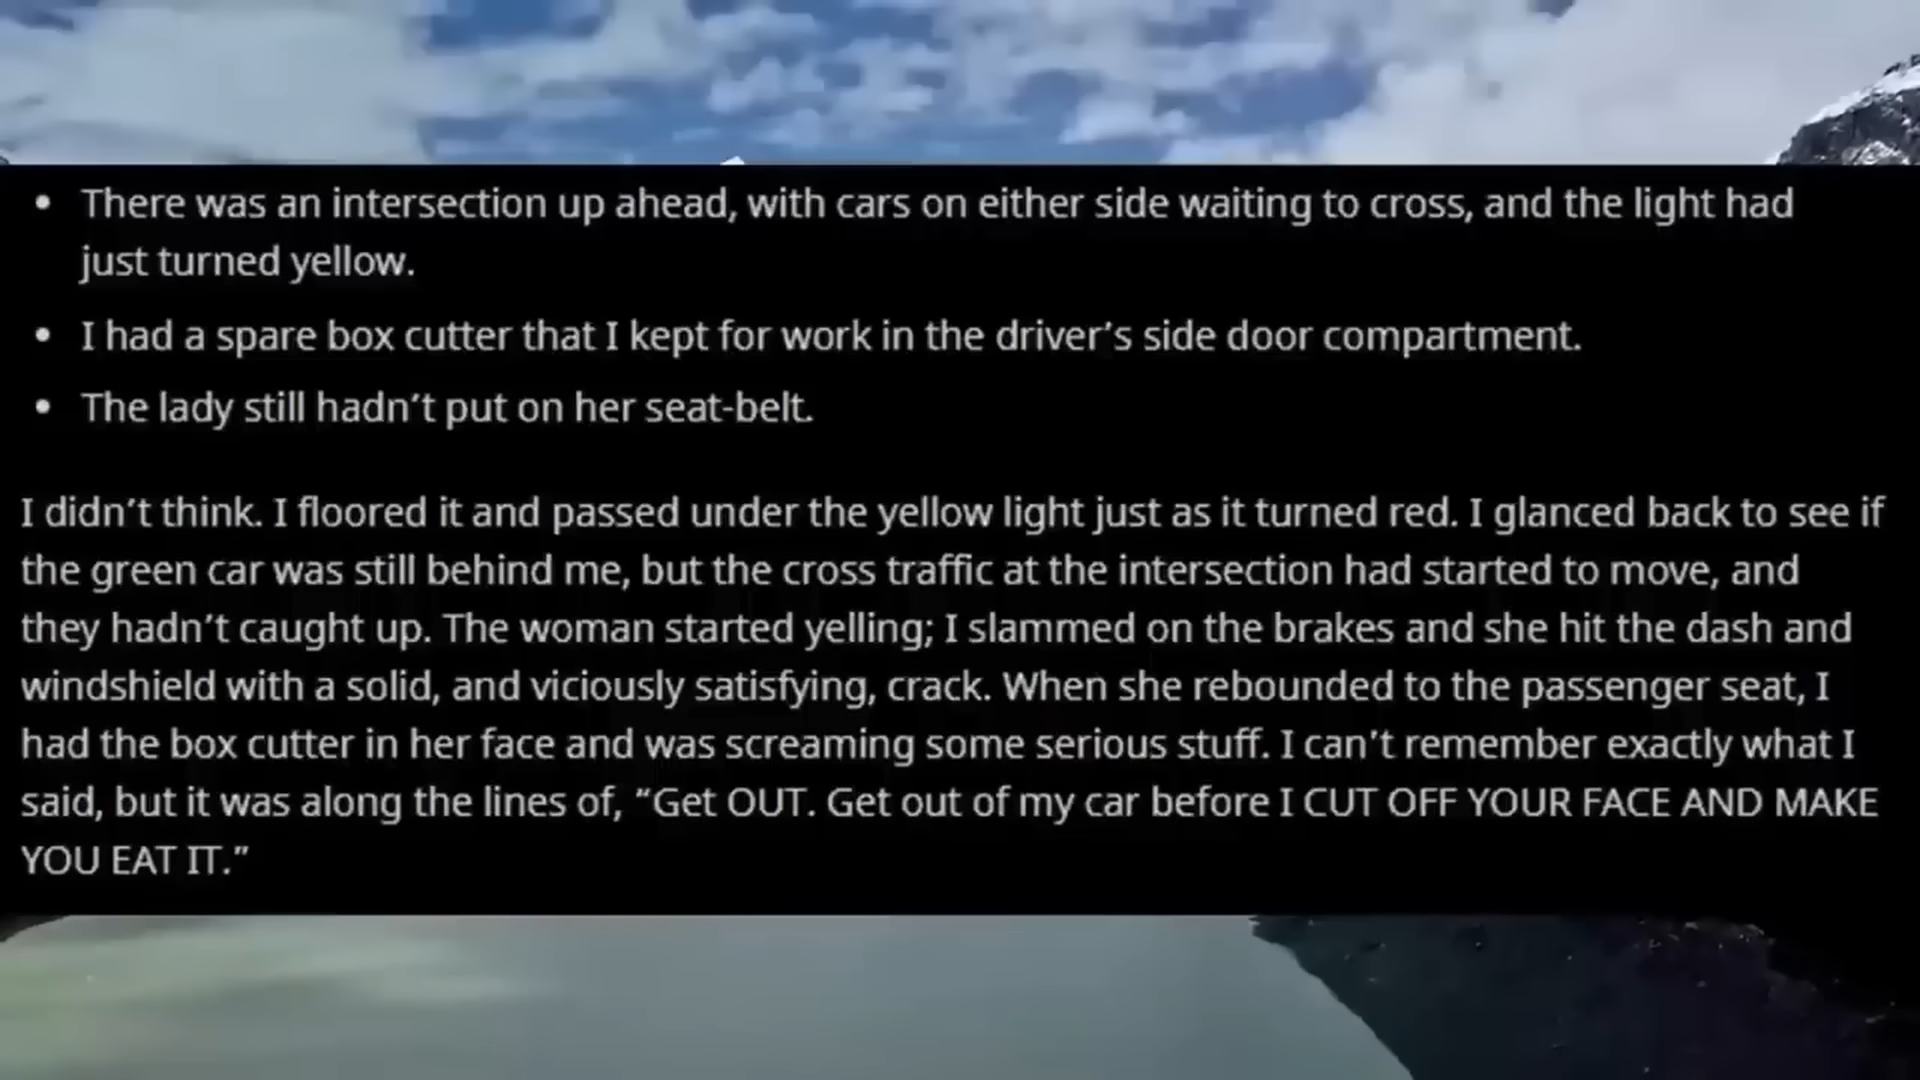 • There was an intersection up ahead, with cars on either side waiting to cross, and the light had
just turned yellow.
• I had a spare box cutter that I kept for work in the driver’s side door compartment.
• The lady still hadn’t put on her seat-belt.
I didn’t think. I floored it and passed under the yellow light just as it turned red. I glanced back to see if
the green car was still behind me, but the cross traffic at the intersection had started to move, and
they hadn’t caught up. The woman started yelling; I slammed on the brakes and she hit the dash and
windshield with a solid, and viciously satisfying, crack. When she rebounded to the passenger seat, I
had the box cutter in her face and was screaming some serious stuff. I can’t remember exactly what I
said, but it was along the lines of, “Get OUT. Get out of my car before I CUT OFF YOUR FACE AND MAKE
YOU EAT IT.”